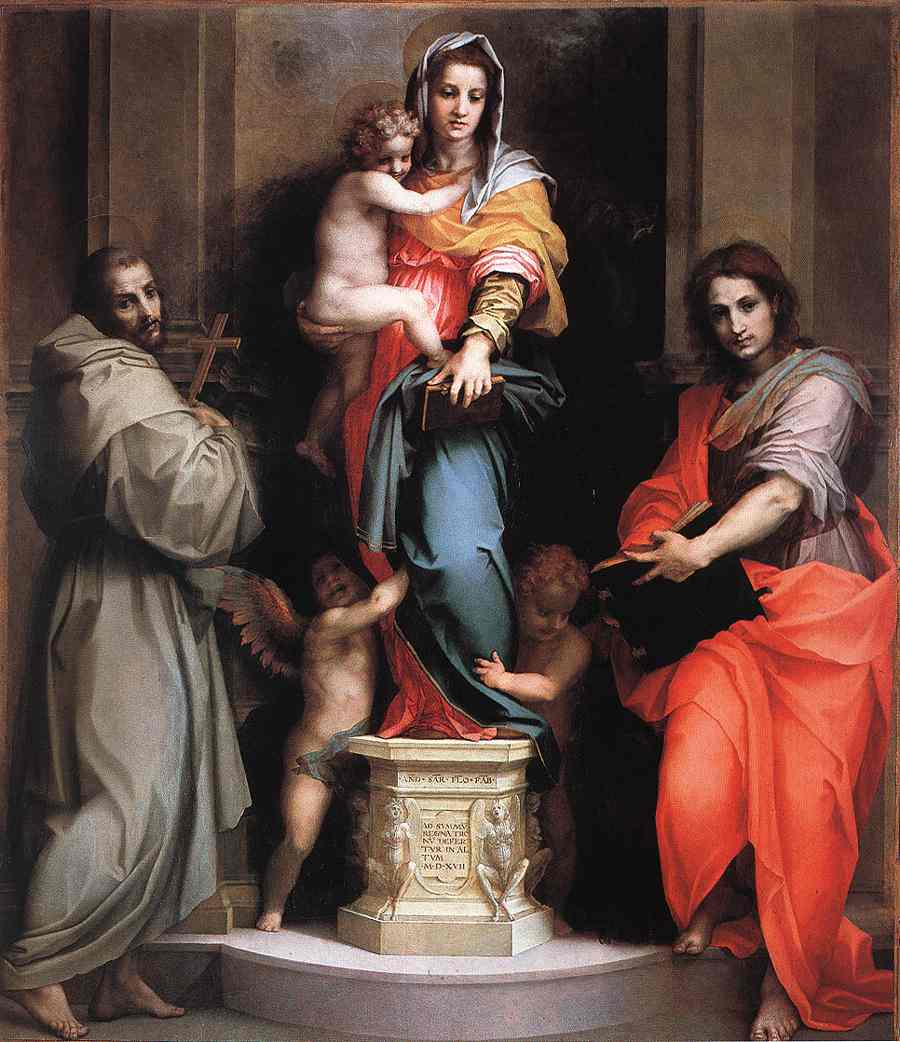 ·AND·SAR·FLO·FAB·
AD SVMMV
REGINA TRO
NV DEFER
TVR IN AL
TVM
·M·D·XVII